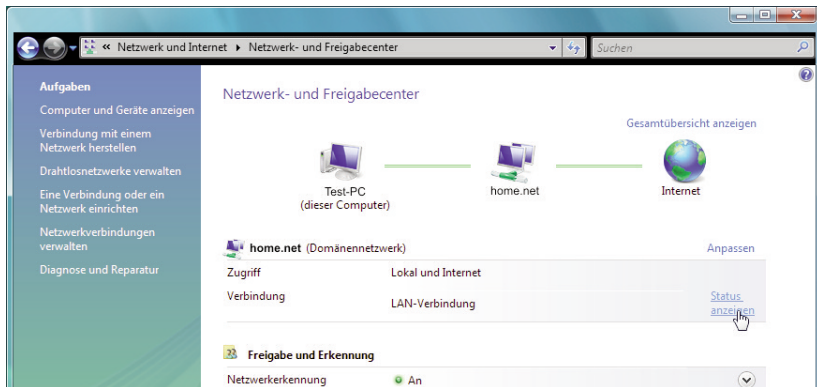 « Netzwerk und Internet ▸ Netzwerk- und Freigabecenter
Suchen
Aufgaben
Computer und Geräte anzeigen
Verbindung mit einem
Netzwerk herstellen
Drahtlosnetzwerke verwalten
Eine Verbindung oder ein
Netzwerk einrichten
Netzwerkverbindungen
verwalten
Diagnose und Reparatur
Netzwerk- und Freigabecenter
Gesamtübersicht anzeigen
Test-PC
(dieser Computer)
home.net
Internet
home.net (Domänennetzwerk)
Anpassen
Zugriff Lokal und Internet
Verbindung LAN-Verbindung
Status
anzeigen
Freigabe und Erkennung
Netzwerkerkennung An